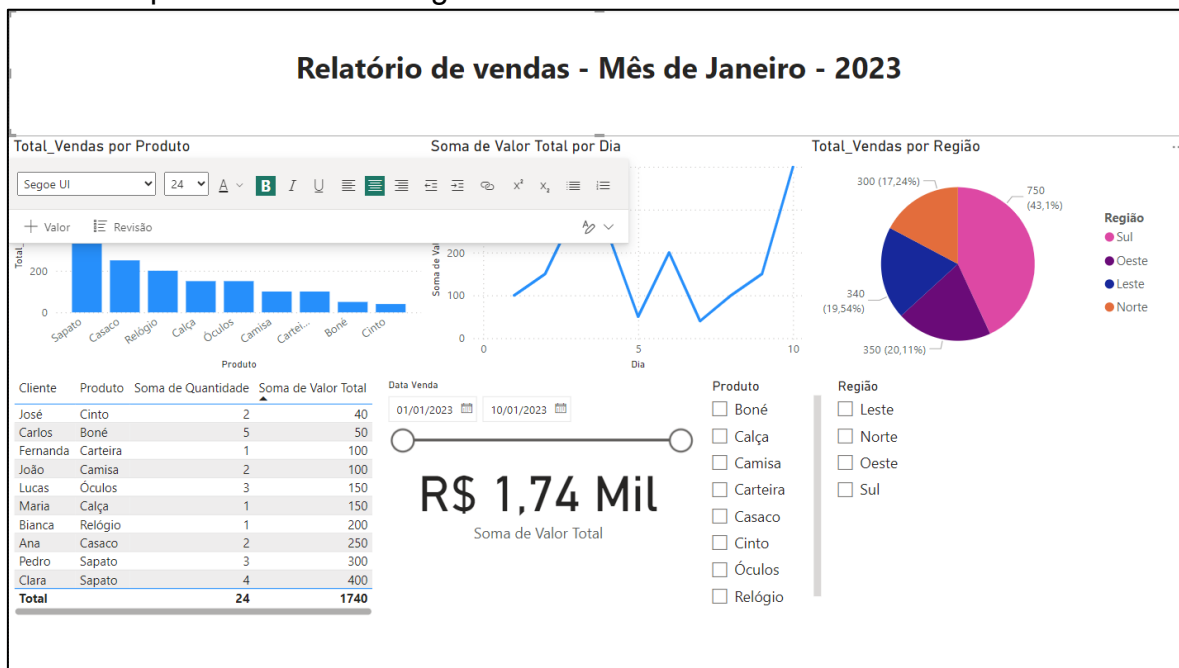 Relatório de vendas - Mês de Janeiro - 2023
Total_Vendas por Produto
Segoe UI
24
A
B
I
U
x²
x₂
Valor
Revisão
200
0
Sapato
Casaco
Relógio
Calça
Óculos
Camisa
Cartei...
Boné
Cinto
Produto
Soma de Valor Total por Dia
200
100
0
0
5
10
Dia
Total_Vendas por Região
300 (17,24%)
750
(43,1%)
340
(19,54%)
350 (20,11%)
Região
Sul
Oeste
Leste
Norte
Cliente Produto Soma de Quantidade Soma de Valor Total
José Cinto 2 40
Carlos Boné 5 50
Fernanda Carteira 1 100
João Camisa 2 100
Lucas Óculos 3 150
Maria Calça 1 150
Bianca Relógio 1 200
Ana Casaco 2 250
Pedro Sapato 3 300
Clara Sapato 4 400
Total 24 1740
Data Venda
01/01/2023 10/01/2023
R$ 1,74 Mil
Soma de Valor Total
Produto
Boné
Calça
Camisa
Carteira
Casaco
Cinto
Óculos
Relógio
Região
Leste
Norte
Oeste
Sul